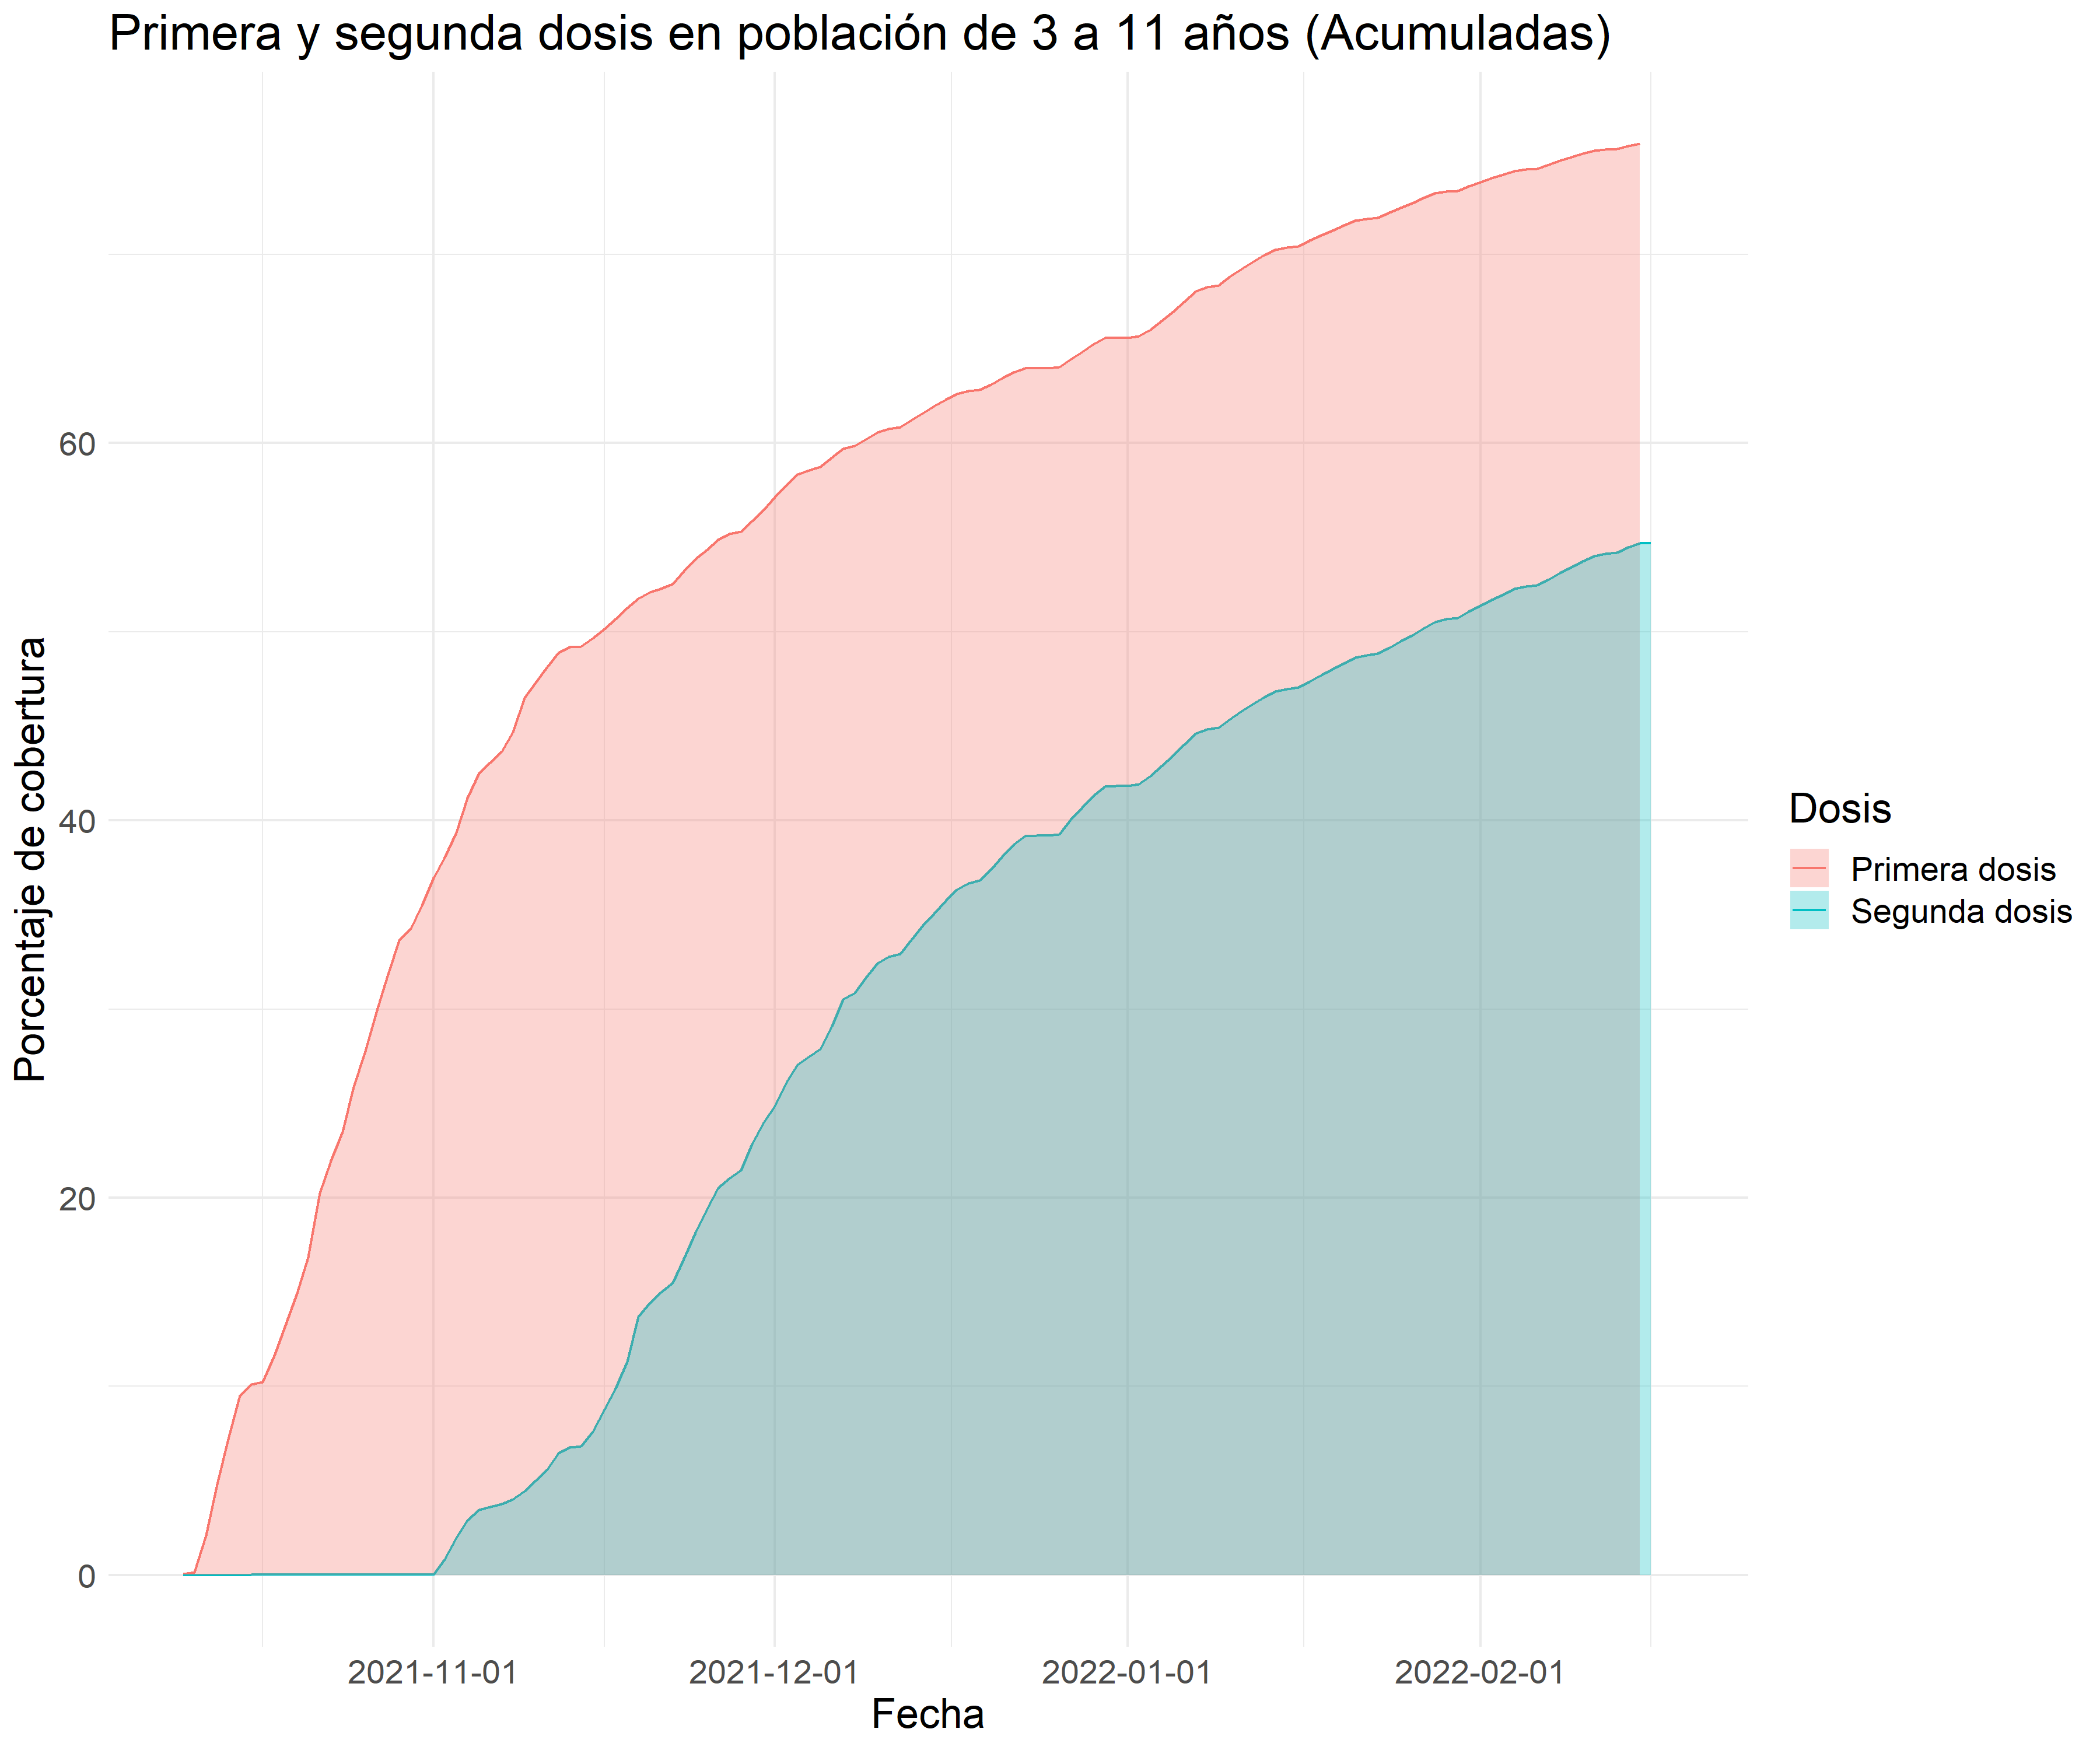 Primera y segunda dosis en población de 3 a 11 años (Acumuladas)
Porcentaje de cobertura
60
40
20
0
2021-11-01
2021-12-01
2022-01-01
2022-02-01
Fecha
Dosis
Primera dosis
Segunda dosis